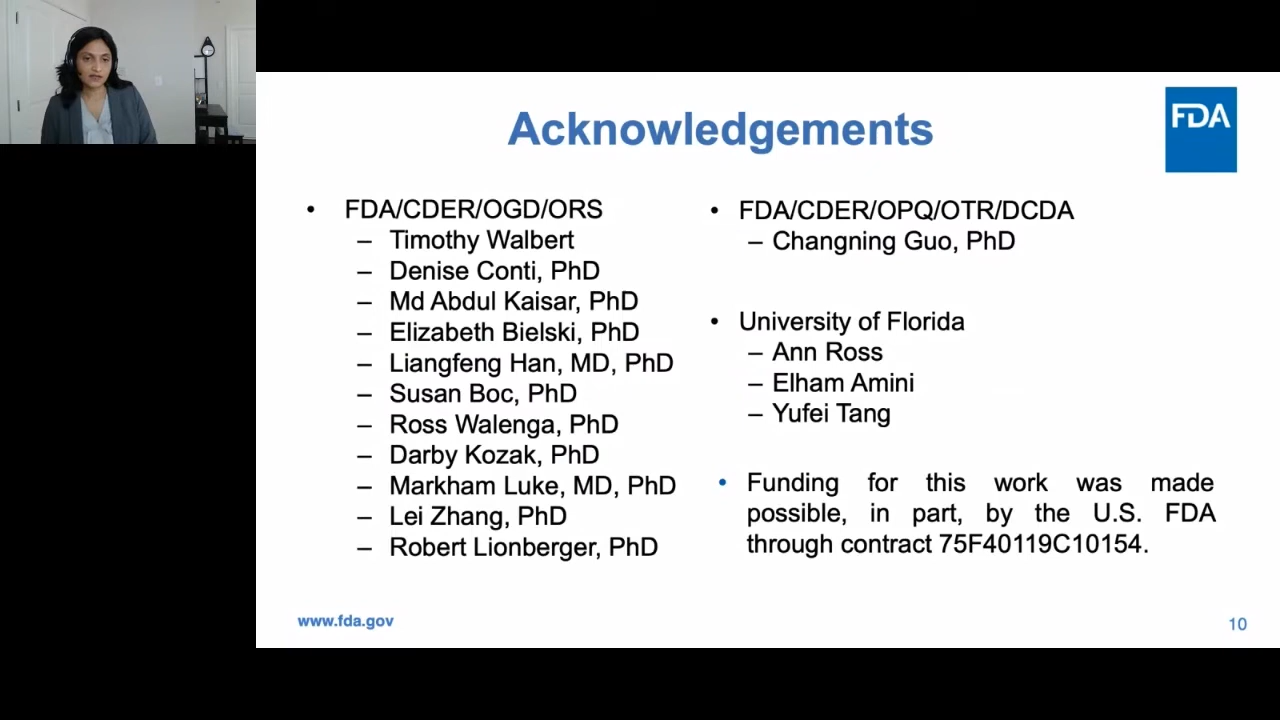 Acknowledgements
FDA
• FDA/CDER/OGD/ORS
– Timothy Walbert
– Denise Conti, PhD
– Md Abdul Kaisar, PhD
– Elizabeth Bielski, PhD
– Liangfeng Han, MD, PhD
– Susan Boc, PhD
– Ross Walenga, PhD
– Darby Kozak, PhD
– Markham Luke, MD, PhD
– Lei Zhang, PhD
– Robert Lionberger, PhD
• FDA/CDER/OPQ/OTR/DCDA
– Changning Guo, PhD
• University of Florida
– Ann Ross
– Elham Amini
– Yufei Tang
• Funding for this work was made
possible, in part, by the U.S. FDA
through contract 75F40119C10154.
www.fda.gov
10